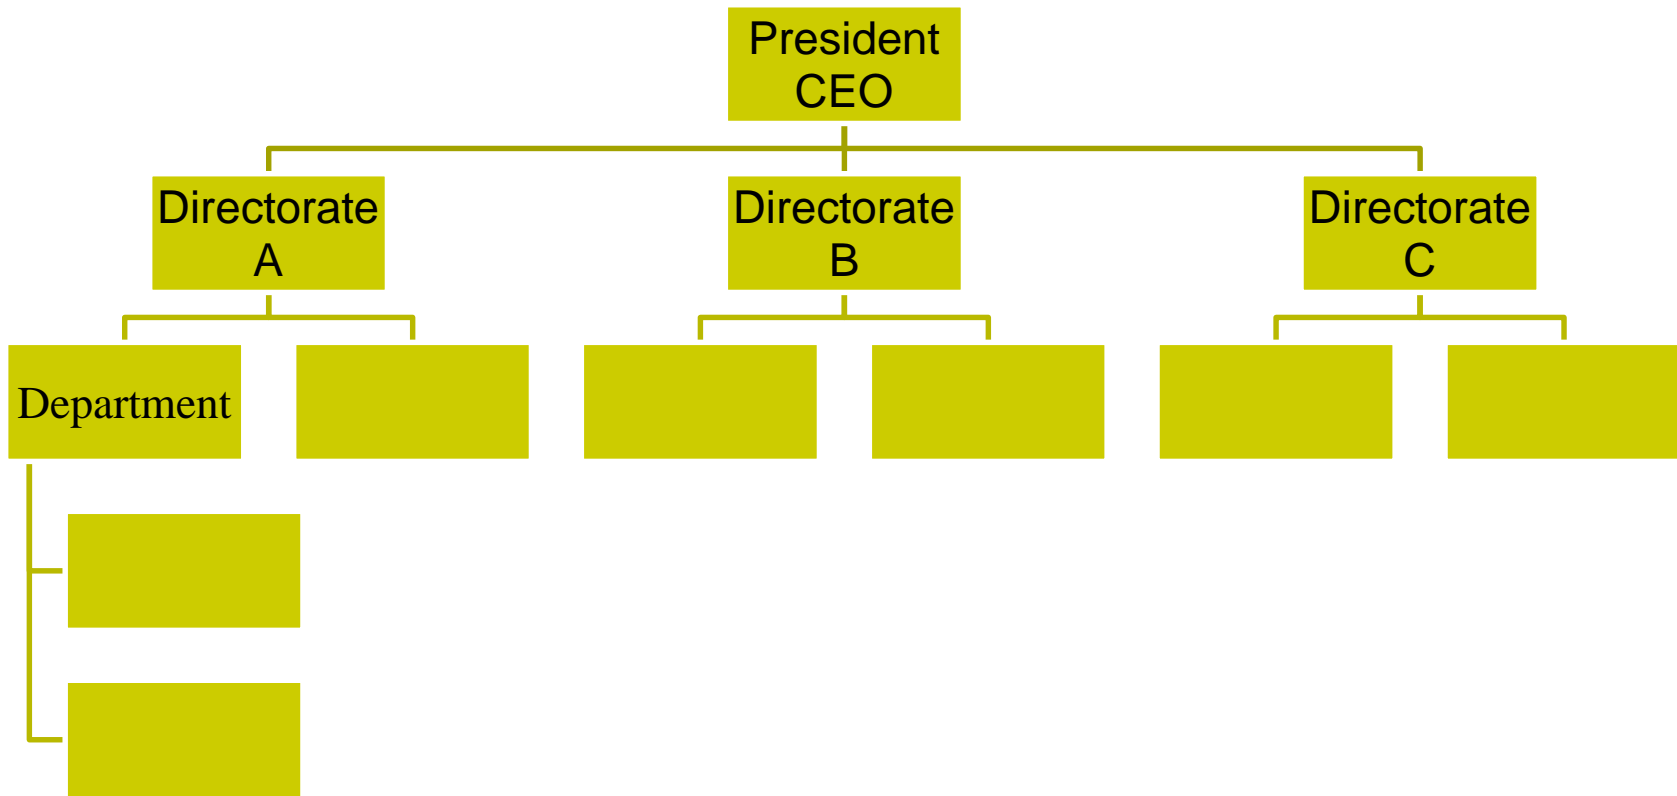 President
CEO
Directorate
A
Directorate
B
Directorate
C
Department